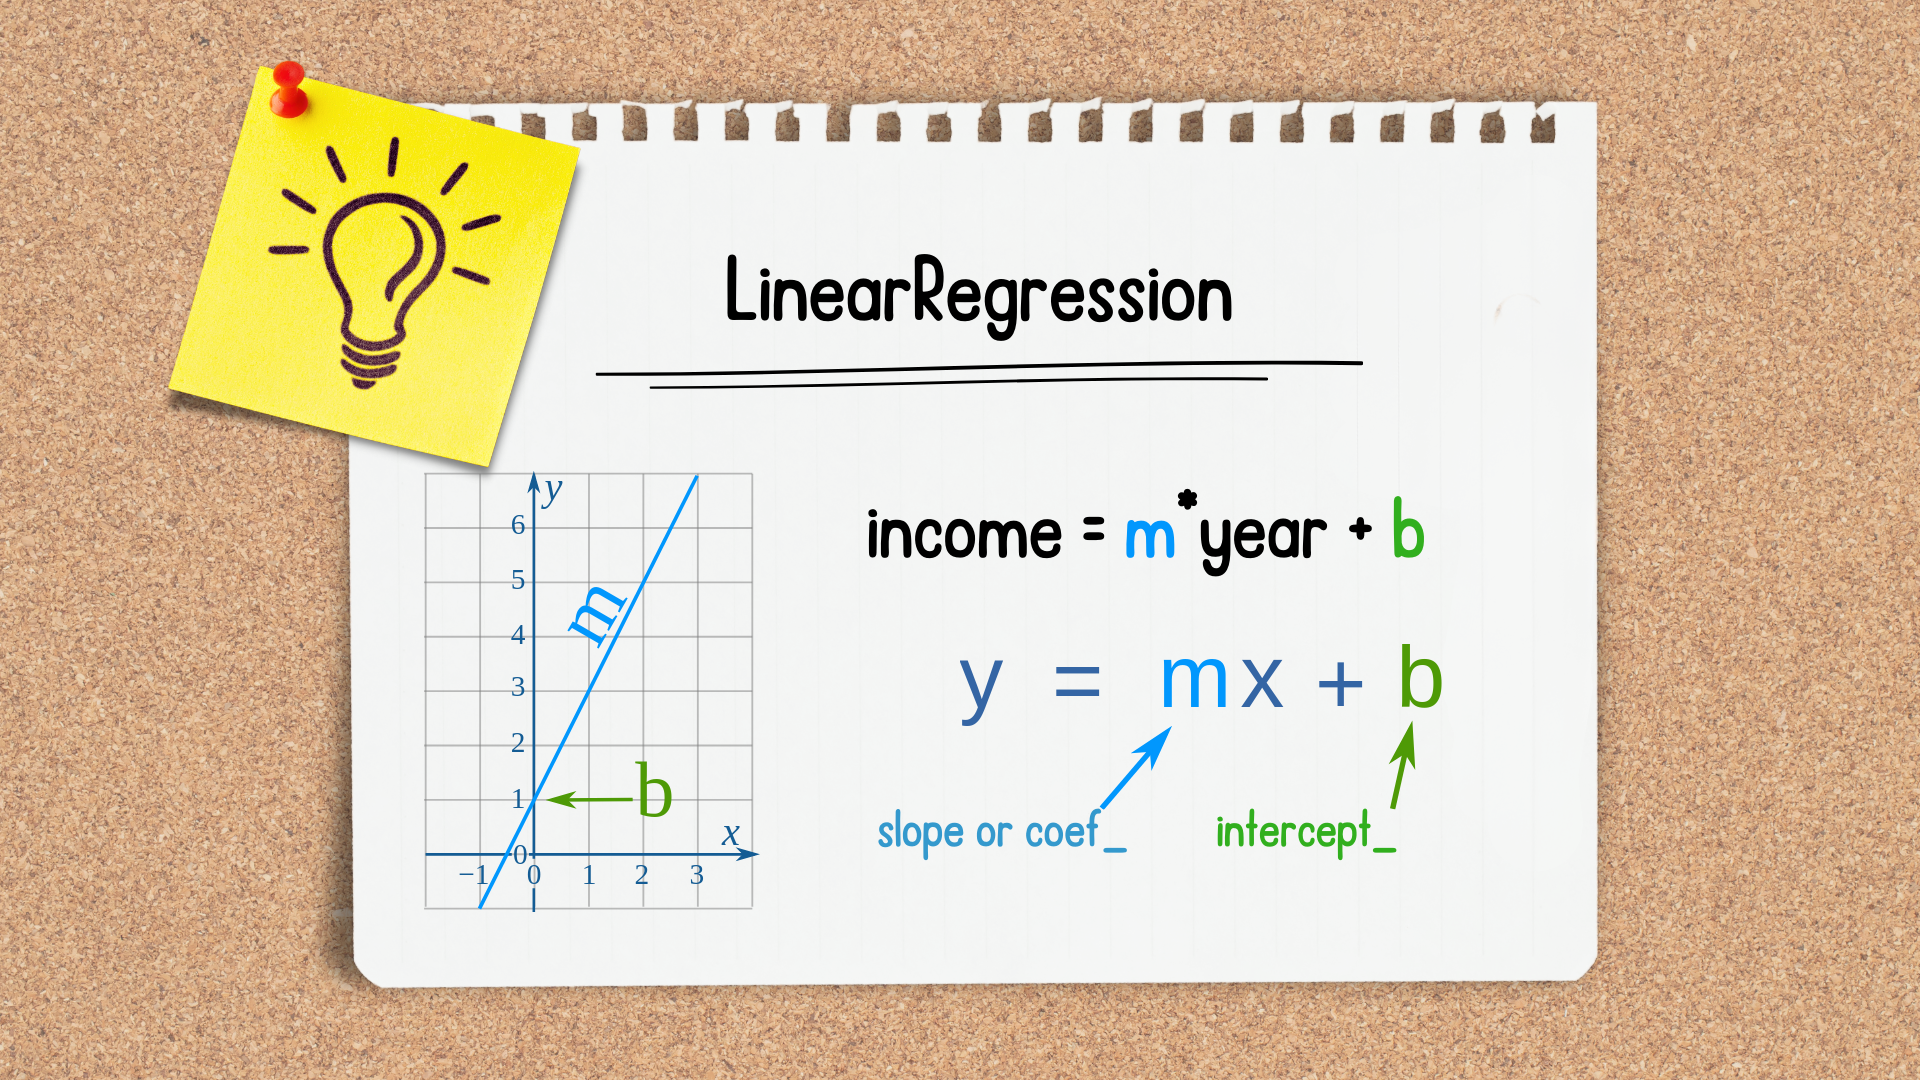 LinearRegression
income = m*year + b
y = mx + b
slope or coef_ intercept_
y
6
5
4
3
2
1
0
m
b
x
−1 0 1 2 3